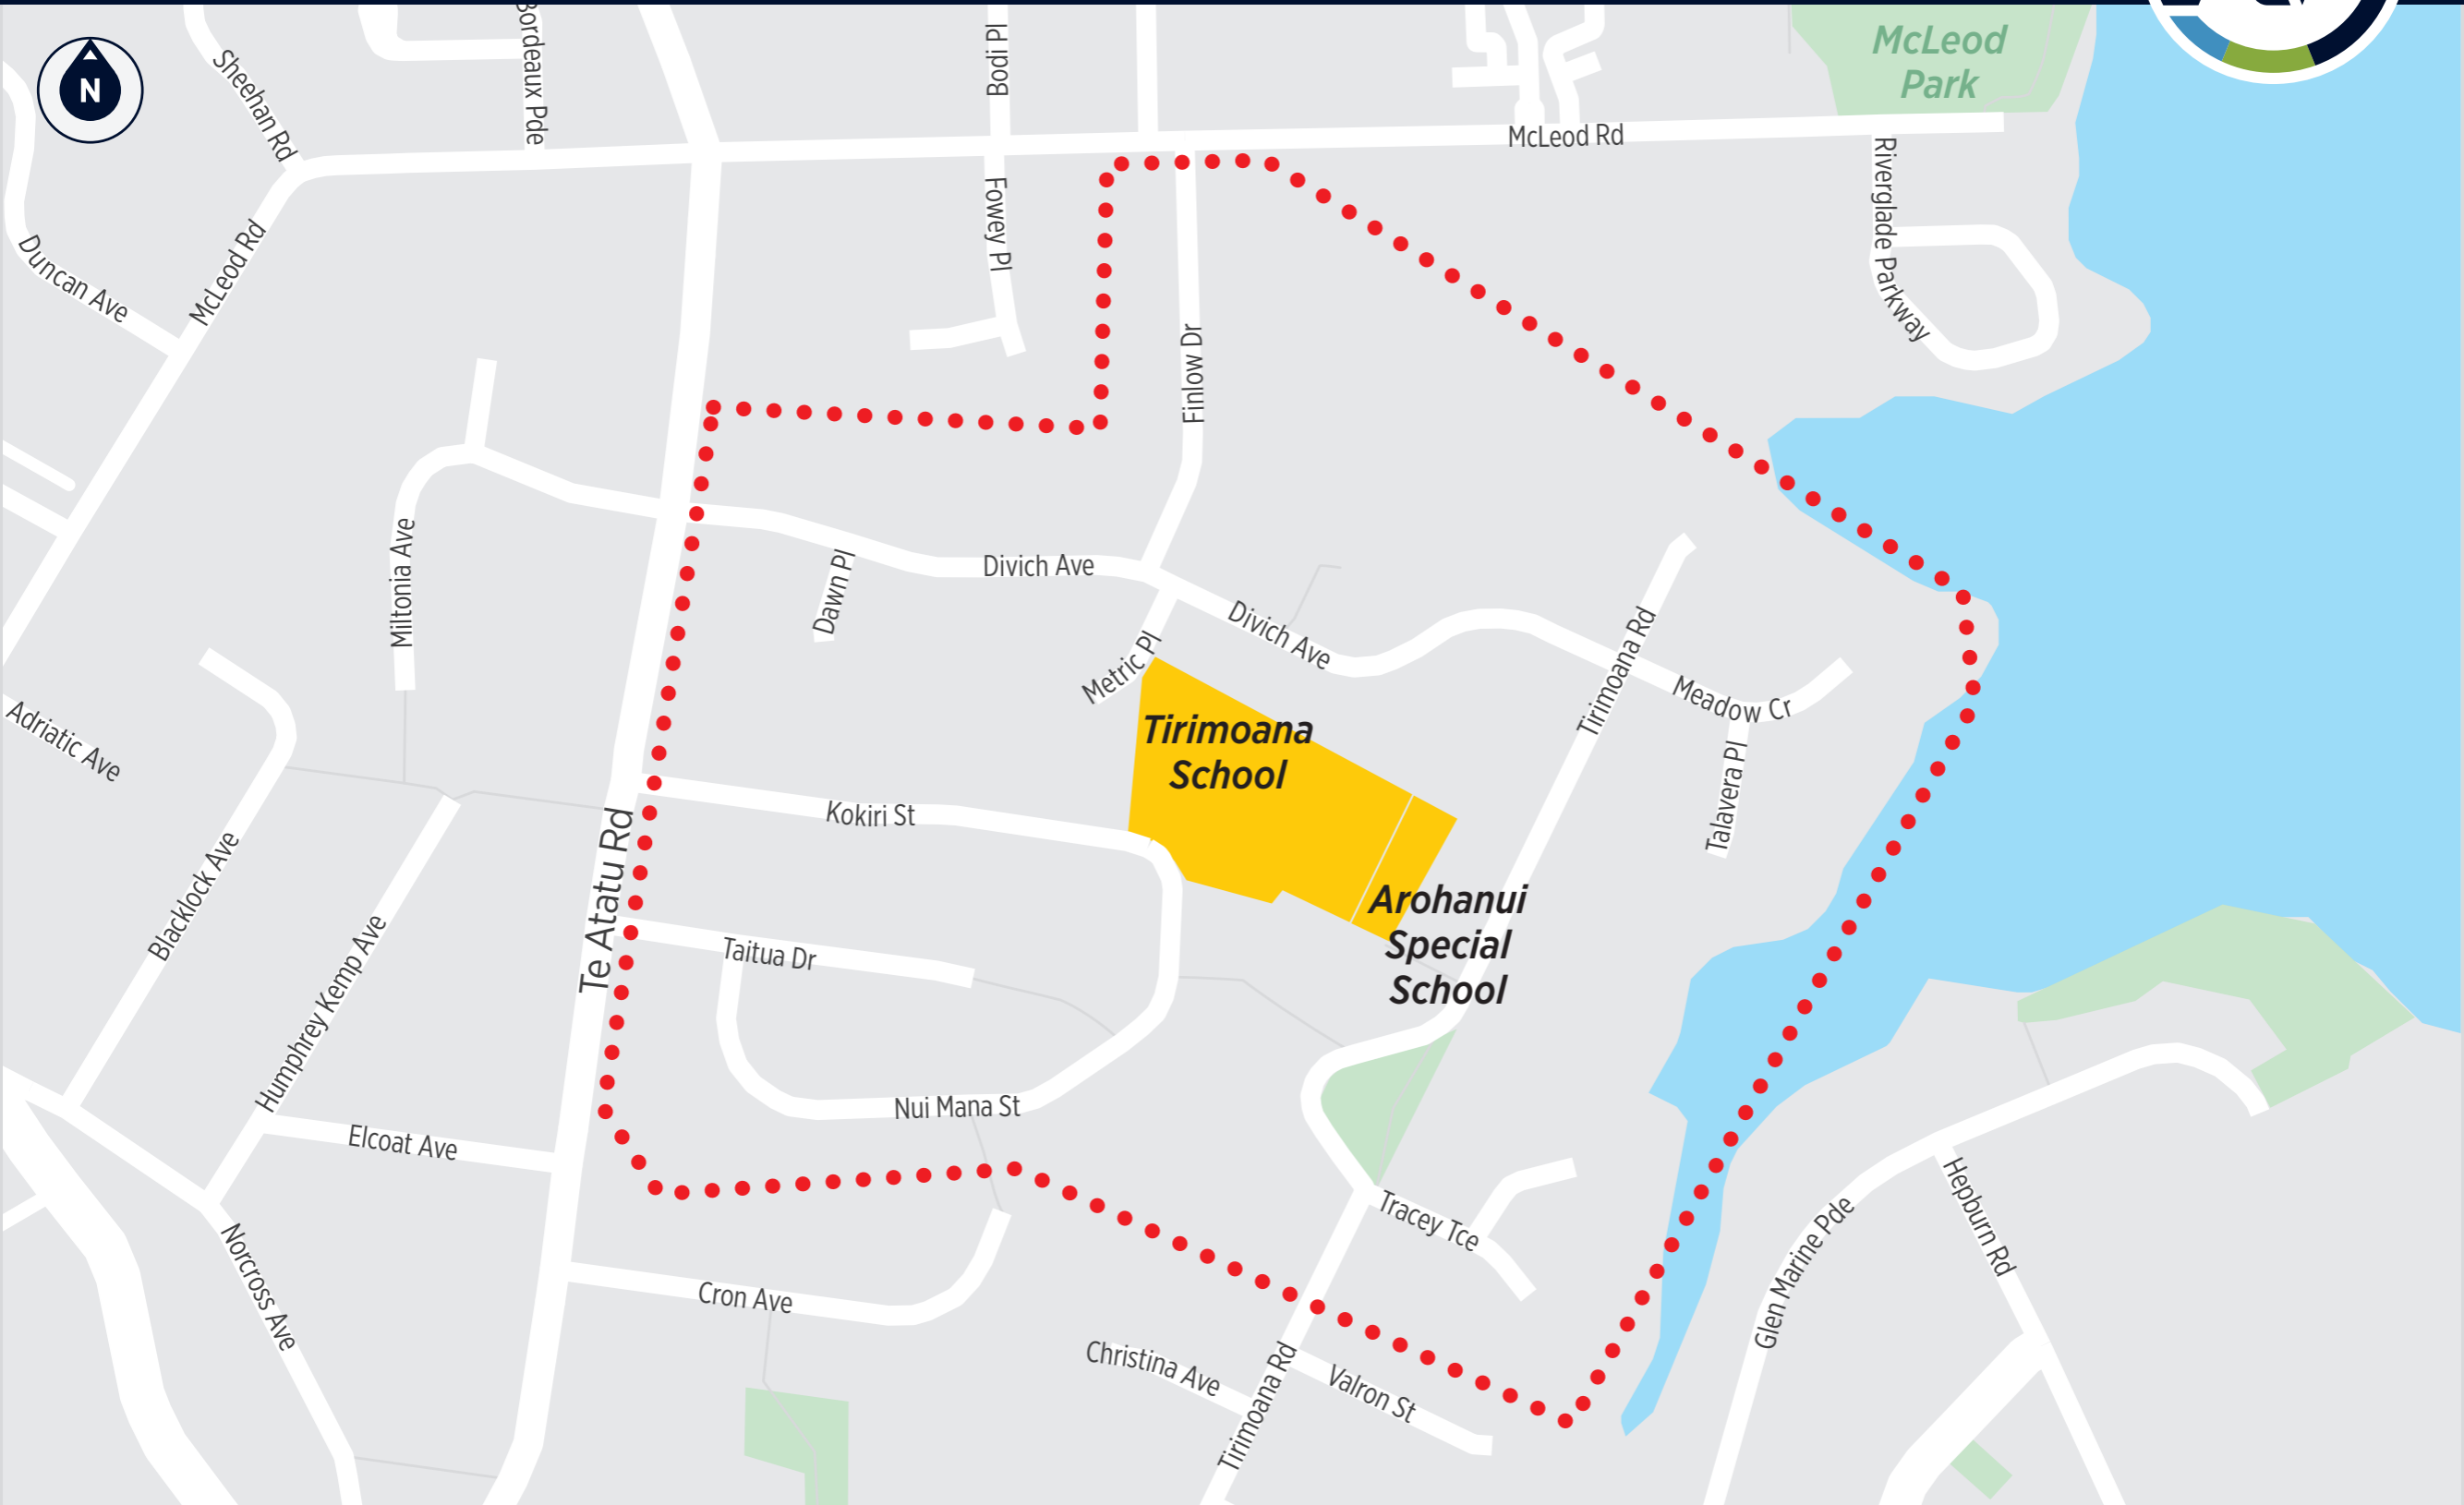 McLeod
Park
N
Sheehan Rd
Bordeaux Pde
Bodi Pl
McLeod Rd
Fowey Pl
Riverglade Parkway
Duncan Ave
McLeod Rd
Finlow Dr
Miltonia Ave
Dawn Pl
Divich Ave
Divich Ave
Metric Pl
Tirimoana Rd
Meadow Cr
Talavera Pl
Adriatic Ave
Tirimoana
School
Kokiri St
Te Atatu Rd
Blacklock Ave
Arohanui
Special
School
Taitua Dr
Humphrey Kemp Ave
Nui Mana St
Elcoat Ave
Tracey Tce
Hepburn Rd
Glen Marine Pde
Norcross Ave
Cron Ave
Christina Ave
Tirimoana Rd
Valron St